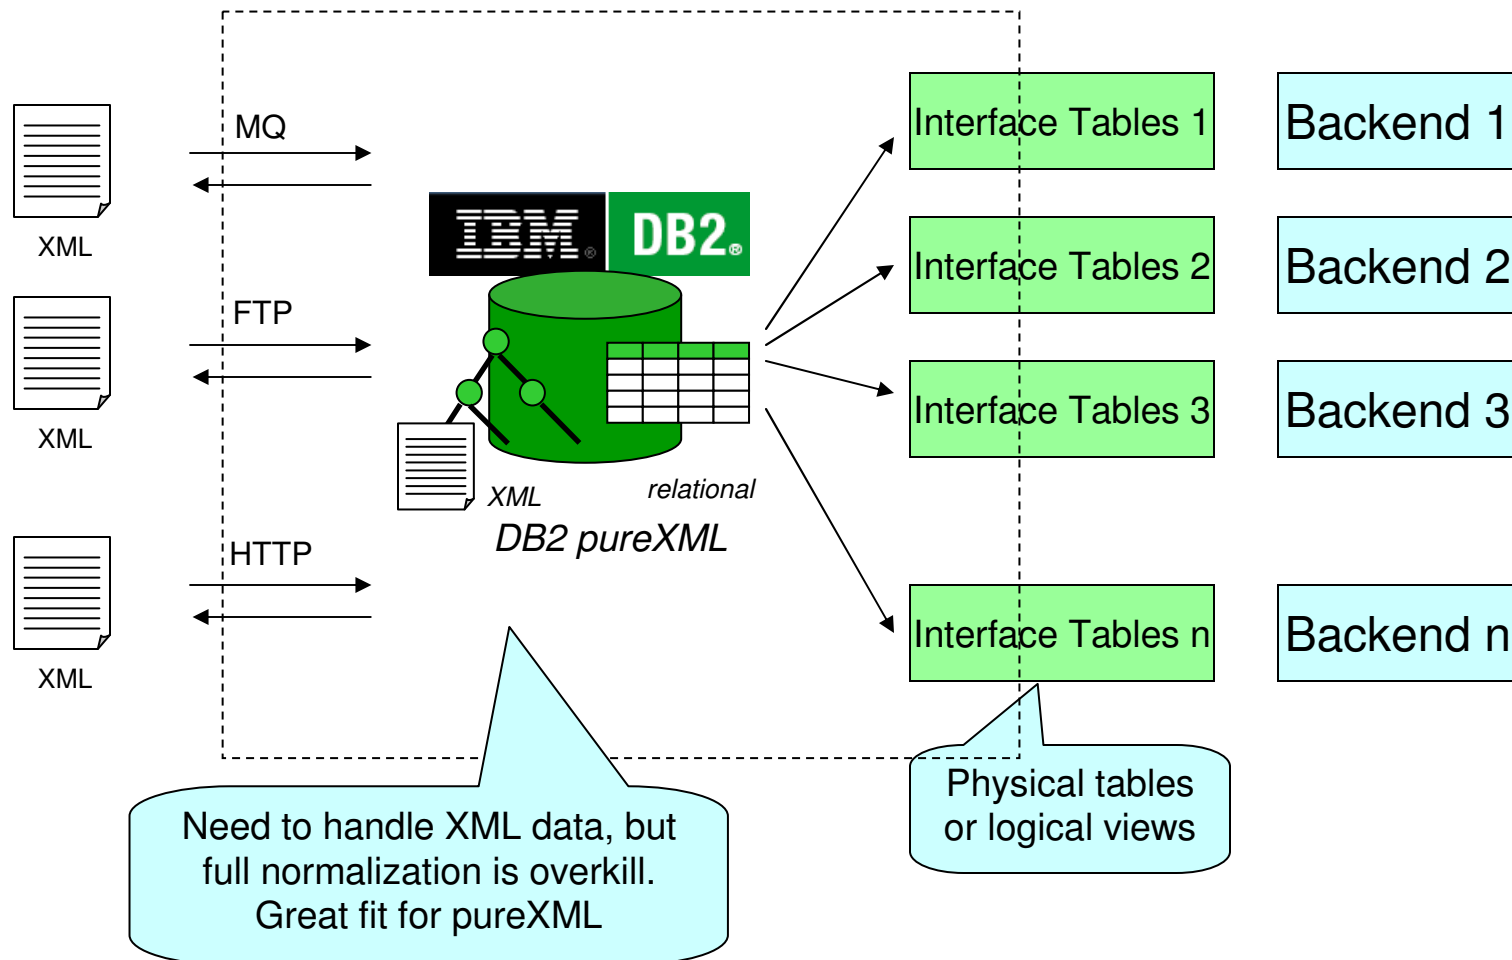 MQ
XML
FTP
XML
HTTP
XML
IBM® DB2®
XML
relational
DB2 pureXML
Interface Tables 1
Backend 1
Interface Tables 2
Backend 2
Interface Tables 3
Backend 3
Interface Tables n
Backend n
Need to handle XML data, but
full normalization is overkill.
Great fit for pureXML
Physical tables
or logical views